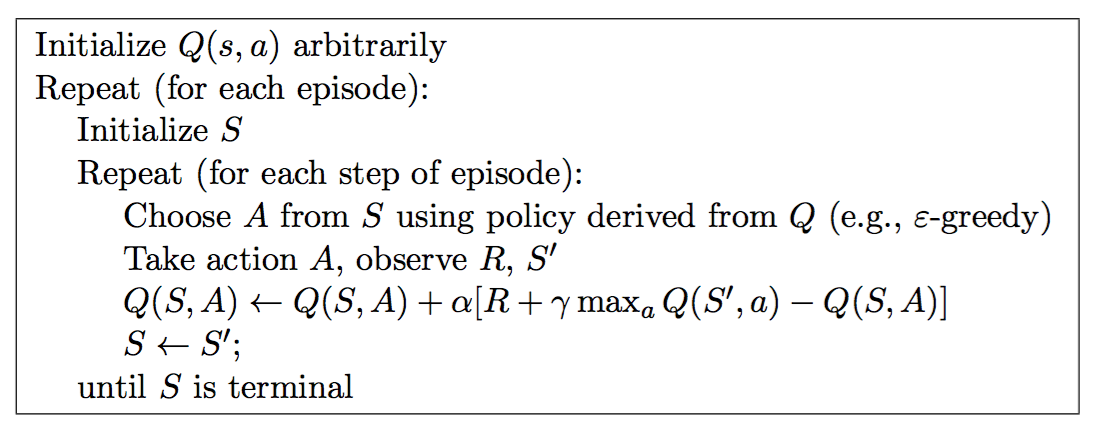 Initialize Q(s, a) arbitrarily
Repeat (for each episode):
Initialize S
Repeat (for each step of episode):
Choose A from S using policy derived from Q (e.g., ε-greedy)
Take action A, observe R, S′
Q(S, A) ← Q(S, A) + α[R + γ maxₐ Q(S′, a) − Q(S, A)]
S ← S′;
until S is terminal